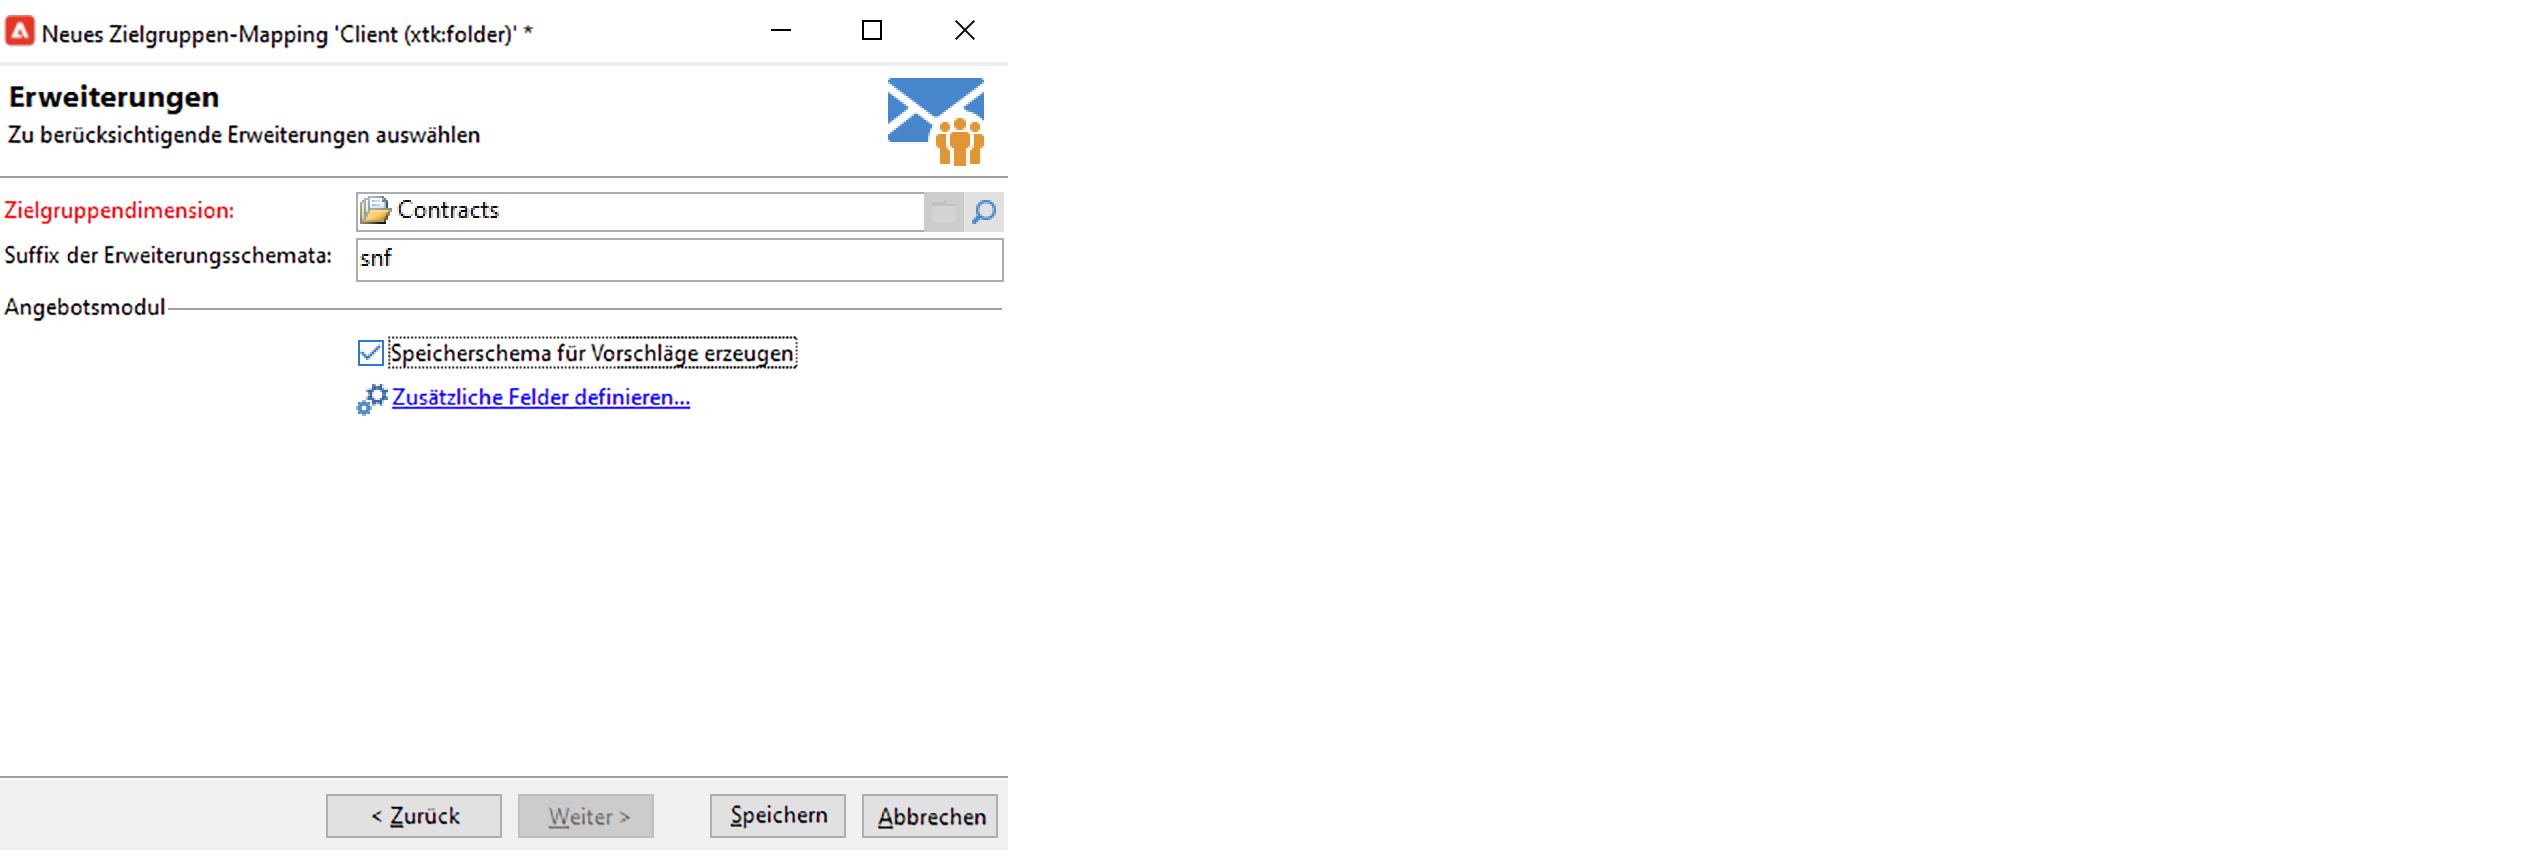 Neues Zielgruppen-Mapping 'Client (xtk:folder)' *
Erweiterungen
Zu berücksichtigende Erweiterungen auswählen
Zielgruppendimension: Contracts
Suffix der Erweiterungsschemata: snf
Angebotsmodul
Speicherschema für Vorschläge erzeugen
Zusätzliche Felder definieren...
< Zurück Weiter > Speichern Abbrechen